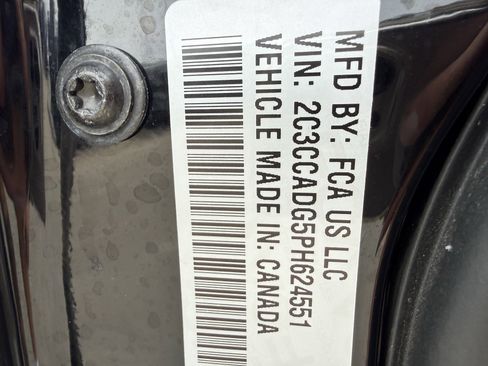 MFD BY: FCA US LLC
VIN: 2C3CCADG5PH624551
VEHICLE MADE IN: CANADA